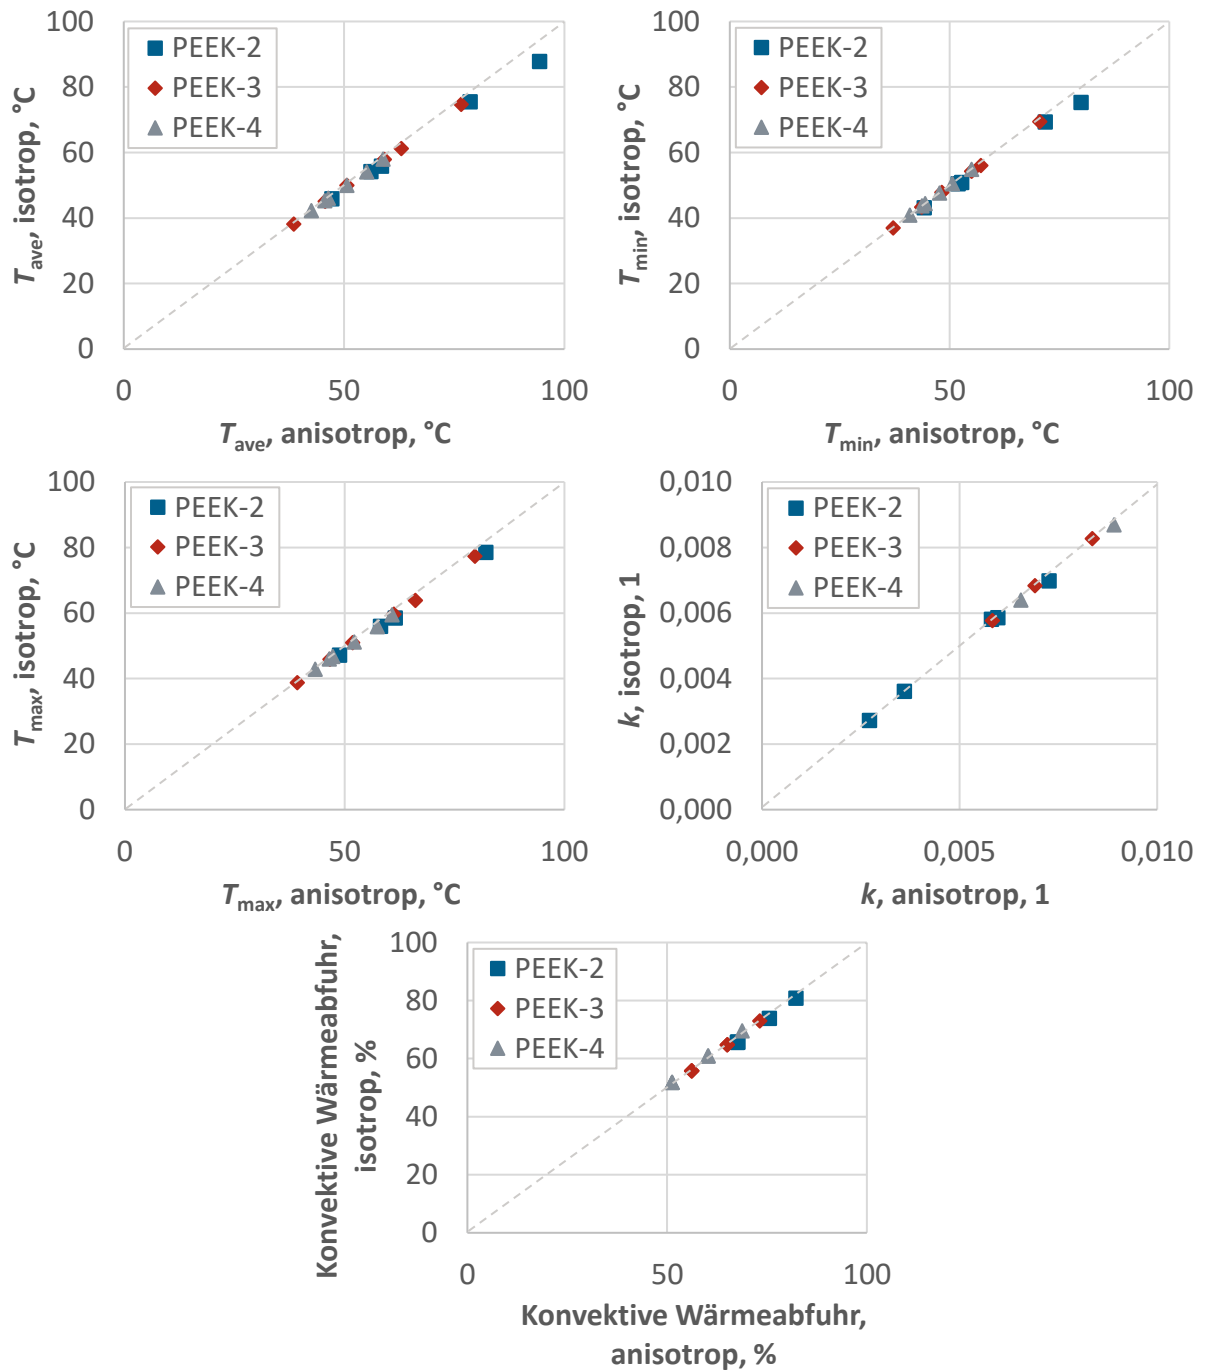 100
80
60
40
20
0
0
50
100
PEEK-2
PEEK-3
PEEK-4
T_ave, isotrop, °C
T_ave, anisotrop, °C
100
80
60
40
20
0
0
50
100
PEEK-2
PEEK-3
PEEK-4
T_min, isotrop, °C
T_min, anisotrop, °C
100
80
60
40
20
0
0
50
100
PEEK-2
PEEK-3
PEEK-4
T_max, isotrop, °C
T_max, anisotrop, °C
0,010
0,008
0,006
0,004
0,002
0,000
0,000
0,005
0,010
PEEK-2
PEEK-3
PEEK-4
k, isotrop, 1
k, anisotrop, 1
100
80
60
40
20
0
0
50
100
PEEK-2
PEEK-3
PEEK-4
Konvektive Wärmeabfuhr,
isotrop, %
Konvektive Wärmeabfuhr,
anisotrop, %